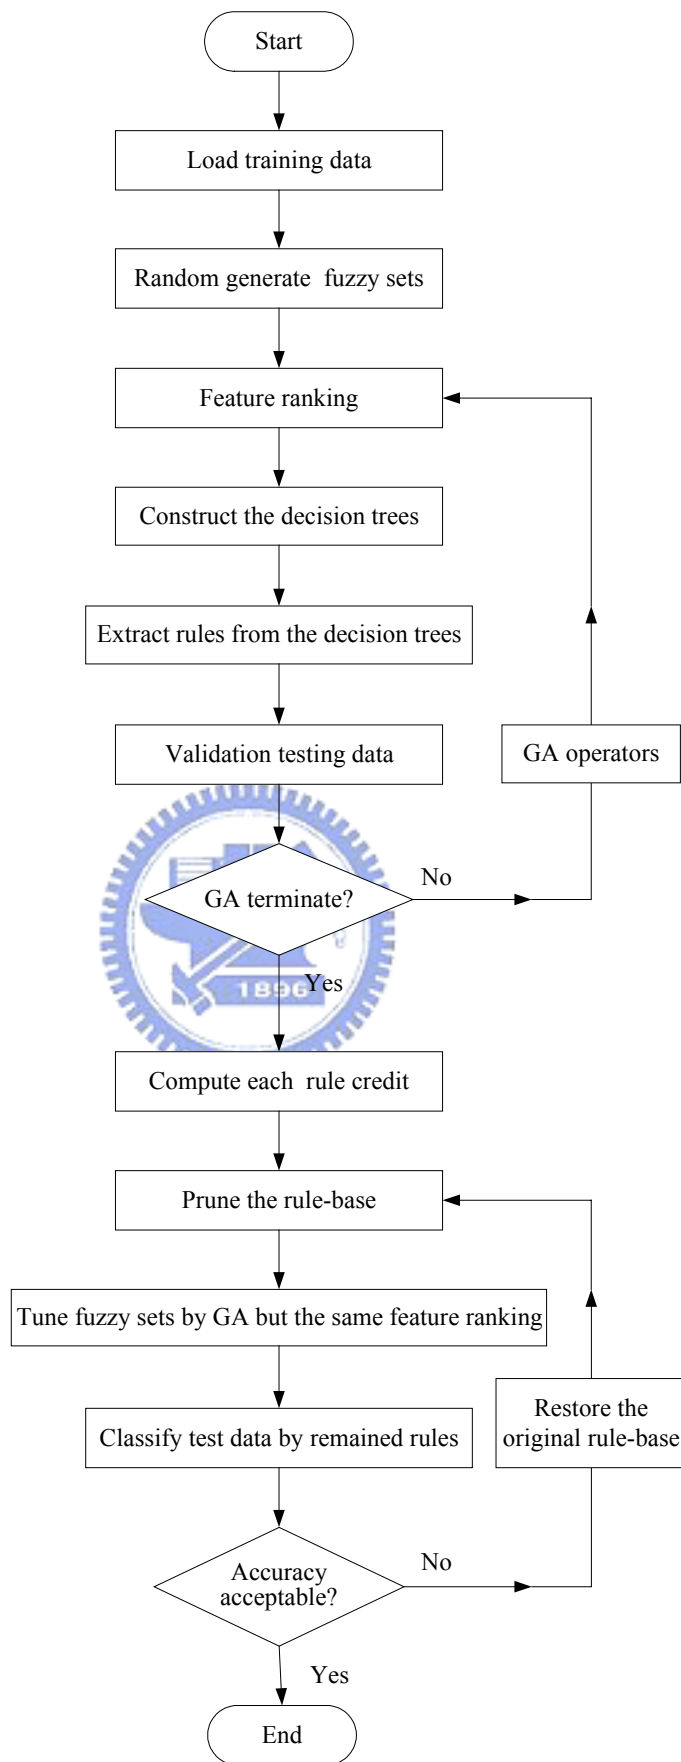 Start
Load training data
Random generate fuzzy sets
Feature ranking
Construct the decision trees
Extract rules from the decision trees
Validation testing data
GA operators
GA terminate?
No
1896
Yes
Compute each rule credit
Prune the rule-base
Tune fuzzy sets by GA but the same feature ranking
Restore the
original rule-base
Classify test data by remained rules
Accuracy
acceptable?
No
Yes
End